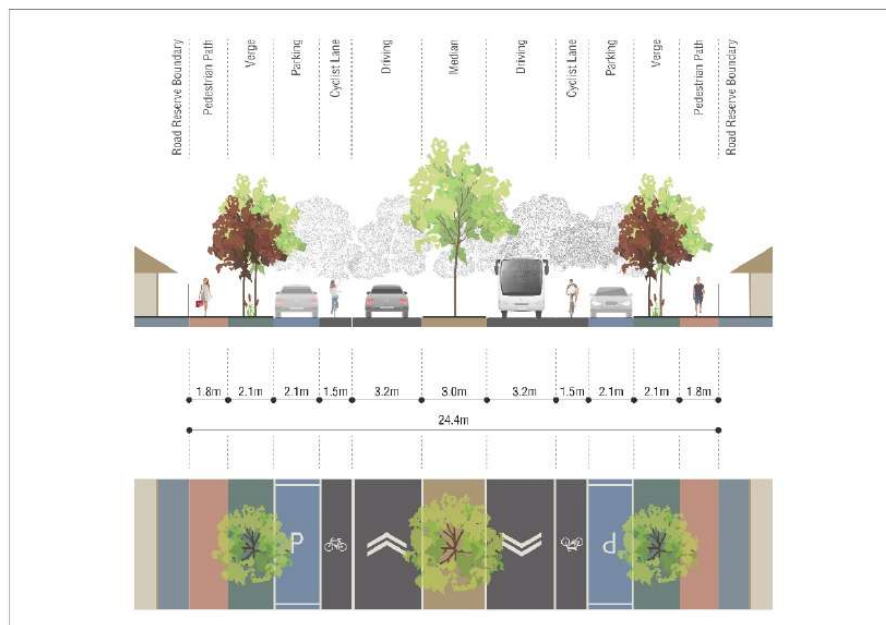 Road Reserve Boundary
Pedestrian Path
Verge
Parking
Cyclist Lane
Driving
Median
Driving
Cyclist Lane
Parking
Verge
Pedestrian Path
Road Reserve Boundary
1.8m 2.1m 2.1m 1.5m 3.2m 3.0m 3.2m 1.5m 2.1m 2.1m 1.8m
24.4m
P
P